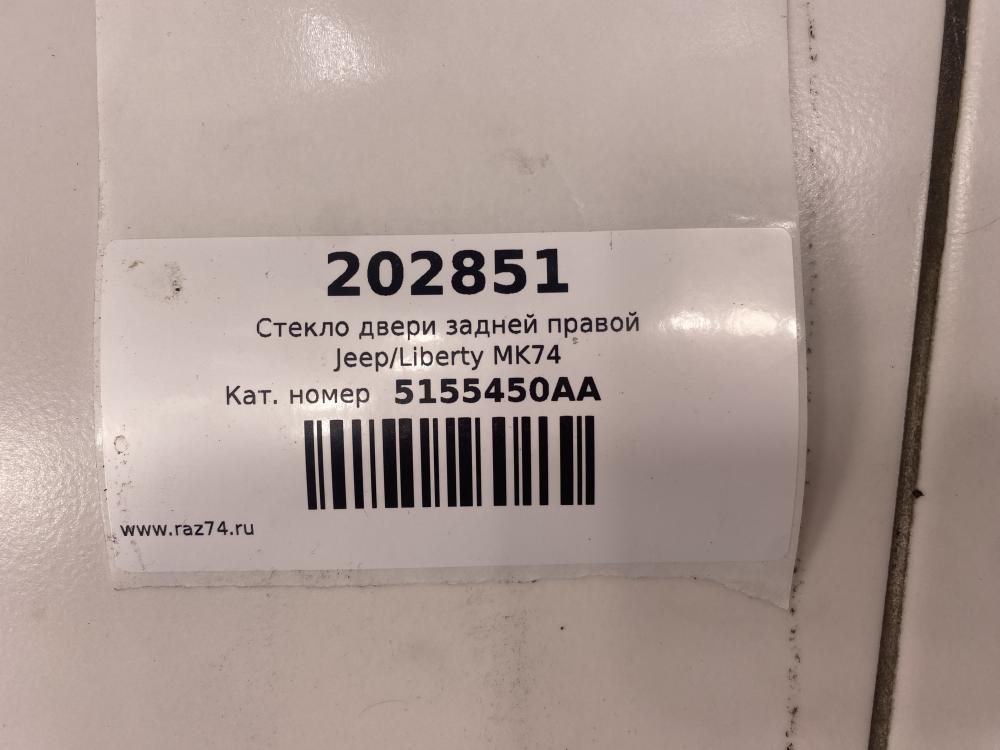 202851
Стекло двери задней правой
Jeep/Liberty MK74
Кат. номер 5155450AA
www.raz74.ru